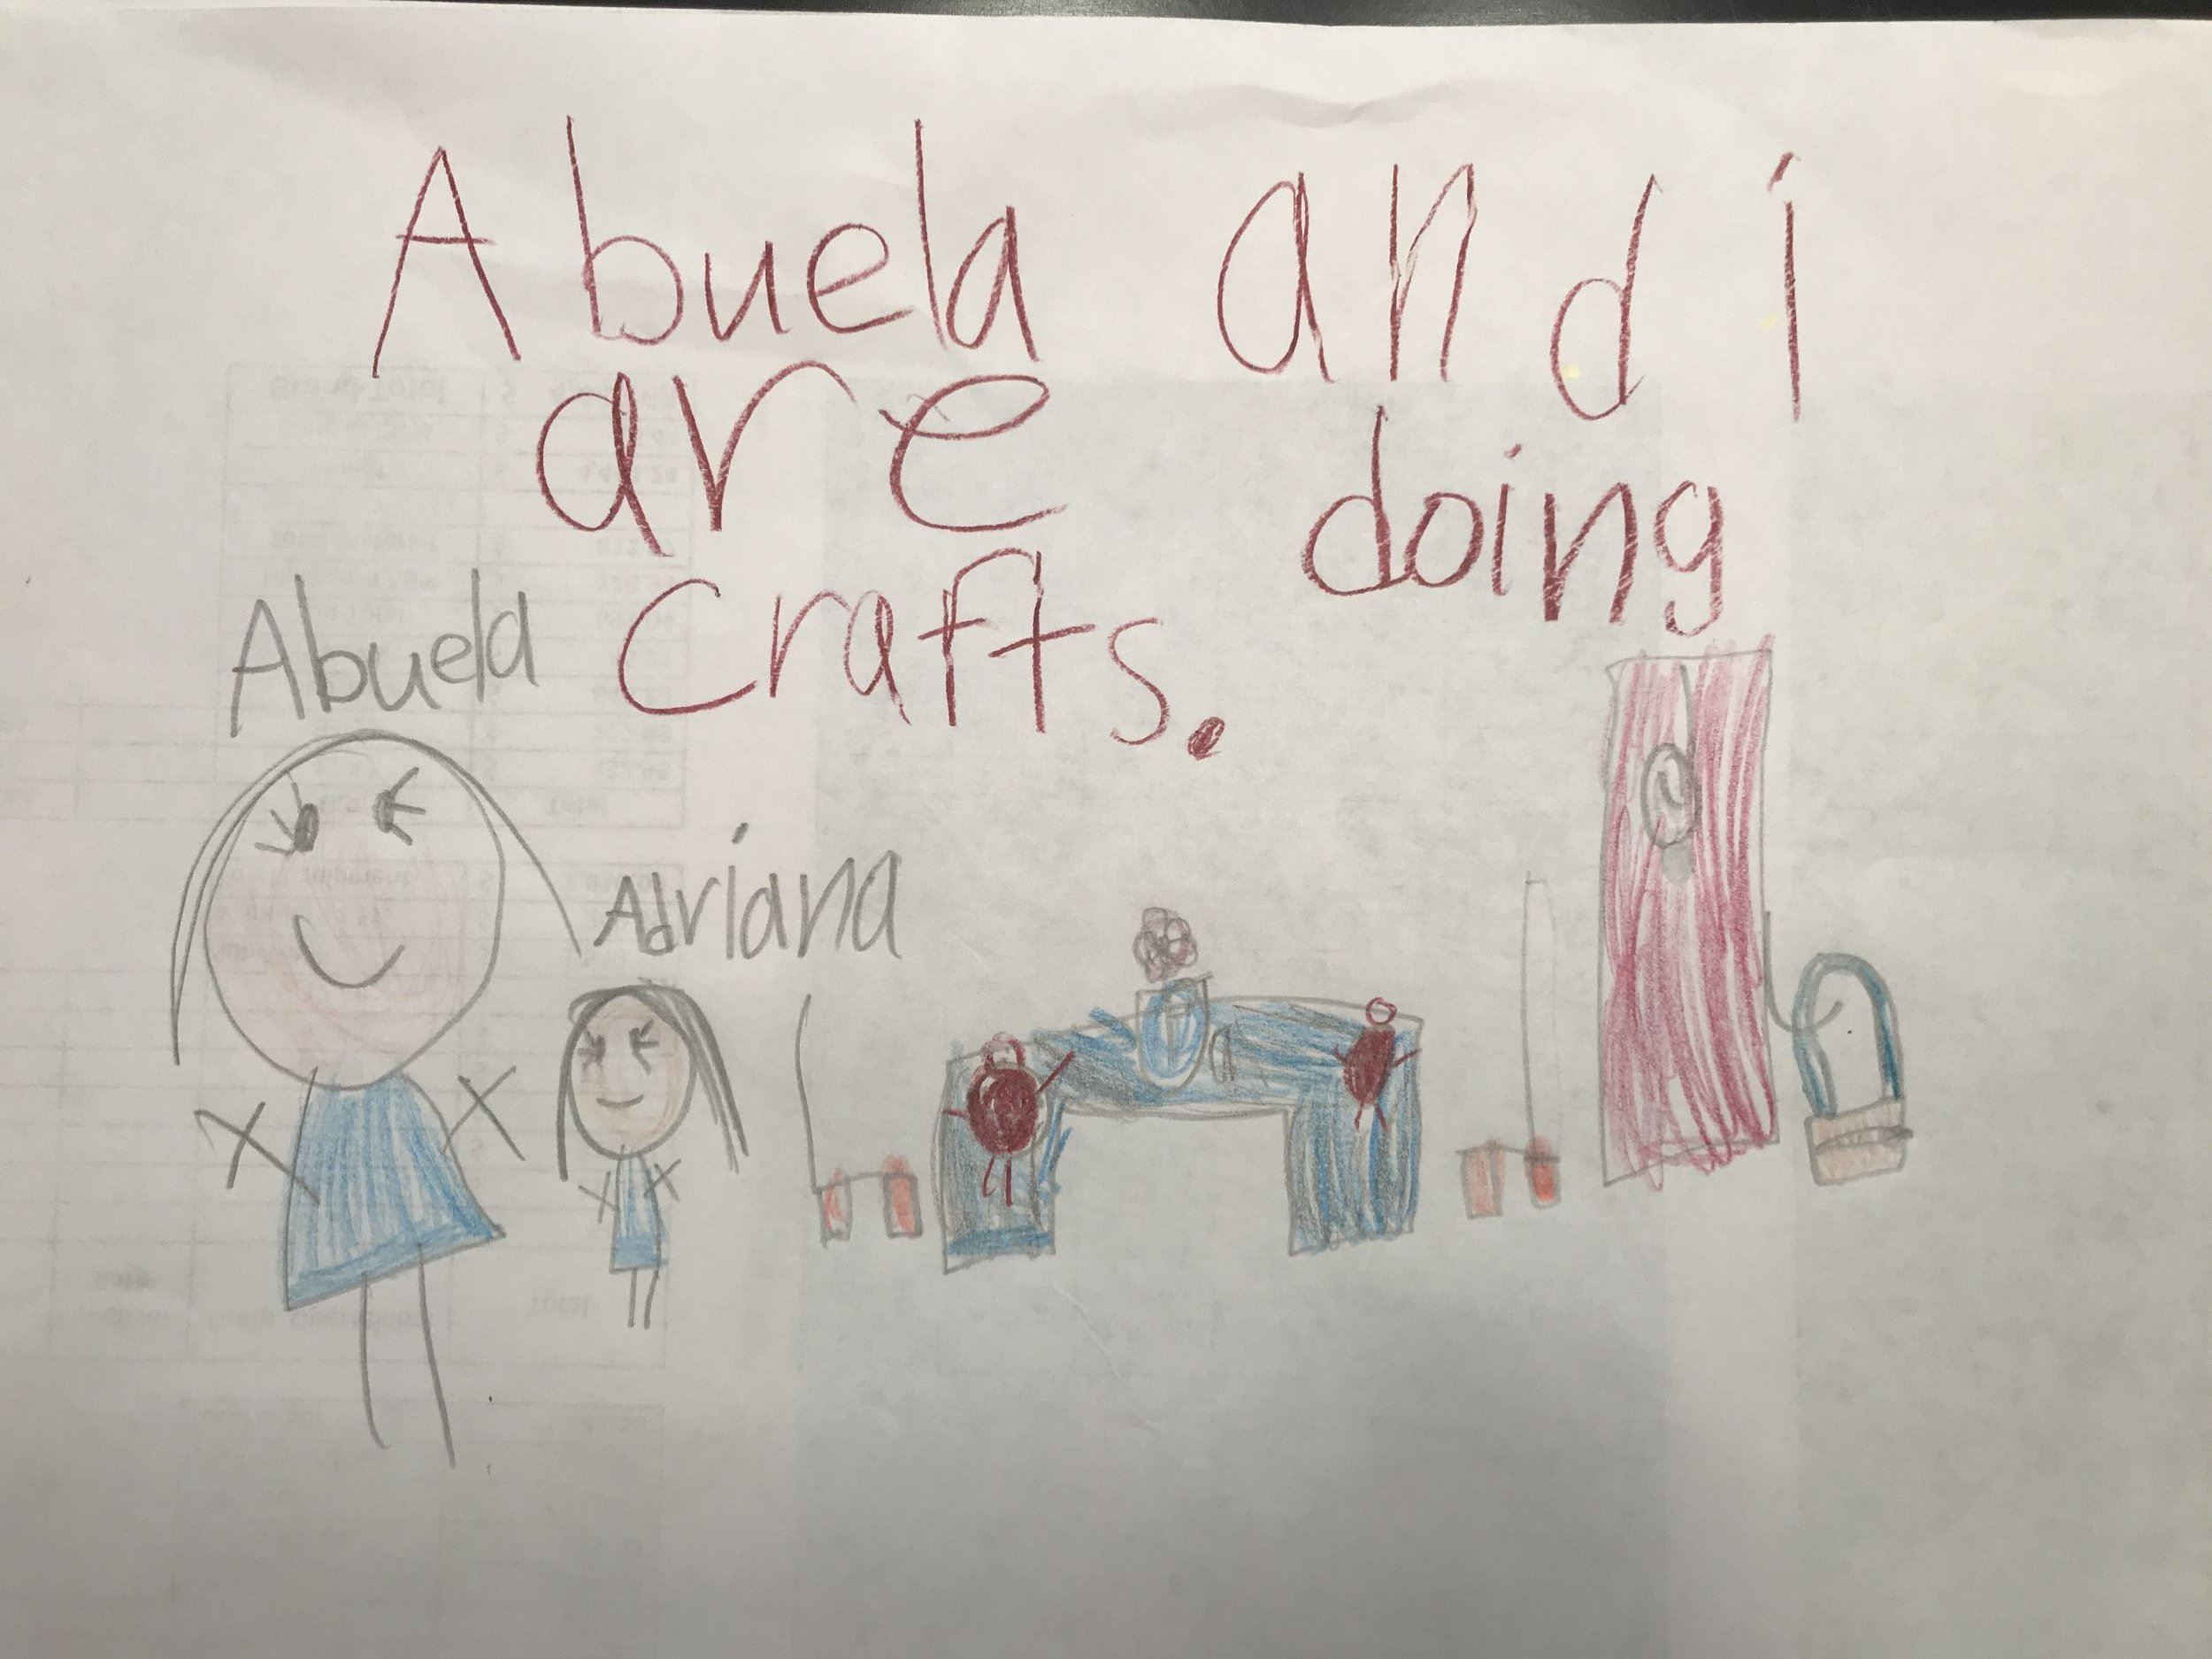 Abuela and i
are doing
crafts.
Abuela
Adriana